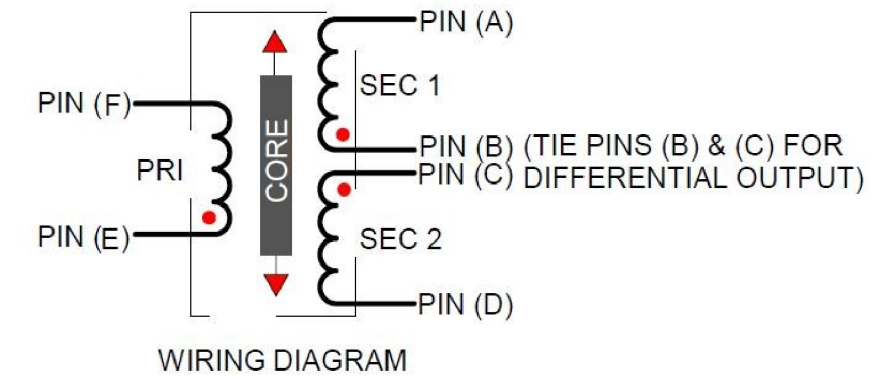 PIN (A)
SEC 1
PIN (F)
CORE
PIN (B) (TIE PINS (B) & (C) FOR
PRI
PIN (C) DIFFERENTIAL OUTPUT)
PIN (E)
SEC 2
PIN (D)
WIRING DIAGRAM